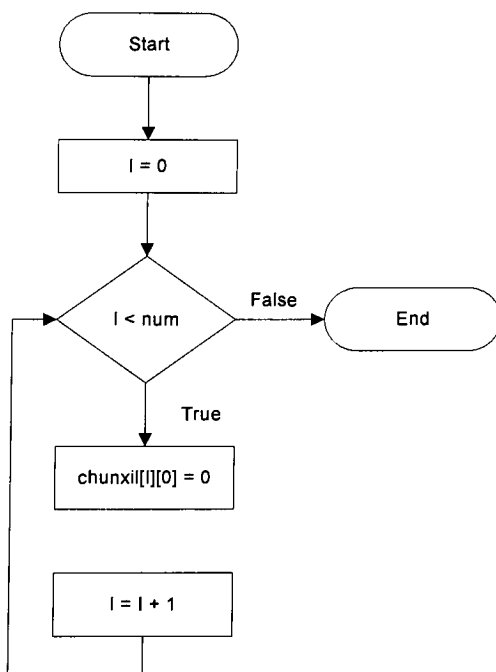 Start
I = 0
I < num
False
End
True
chunxil[I][0] = 0
I = I + 1